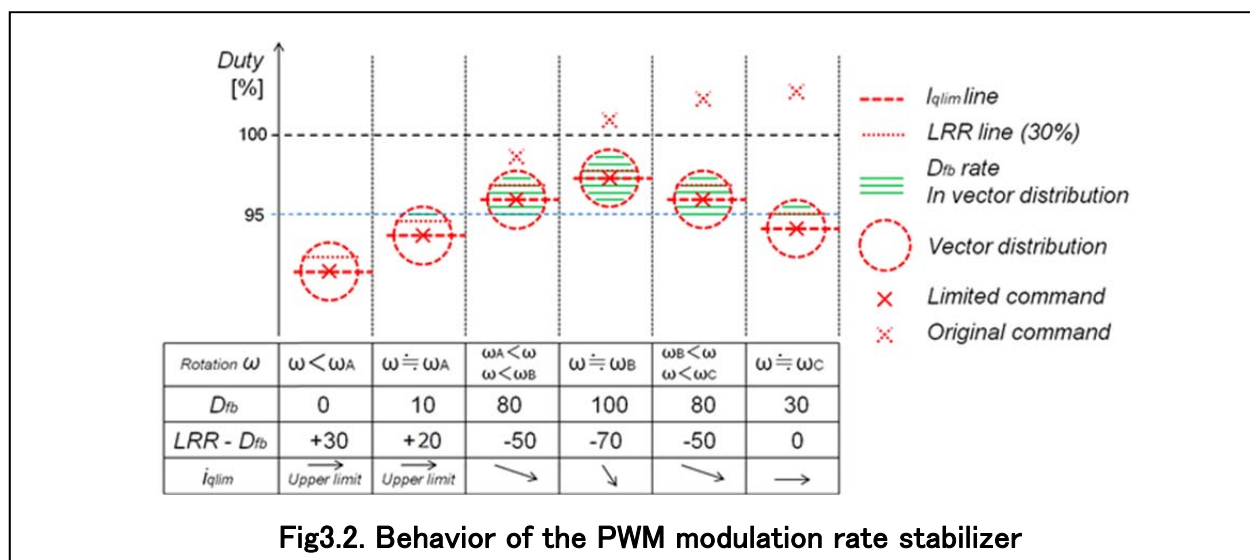 Duty
[%]
100
95
Iqlim line
LRR line (30%)
Dfb rate
In vector distribution
Vector distribution
Limited command
Original command
Rotation ω ω<ωA ω≒ωA ωA<ω ω<ωB ω≒ωB ωB<ω ω<ωC ω≒ωC
Dfb 0 10 80 100 80 30
LRR - Dfb +30 +20 -50 -70 -50 0
iqlim → Upper limit → Upper limit ↘ ↘ ↘ →
Fig3.2. Behavior of the PWM modulation rate stabilizer